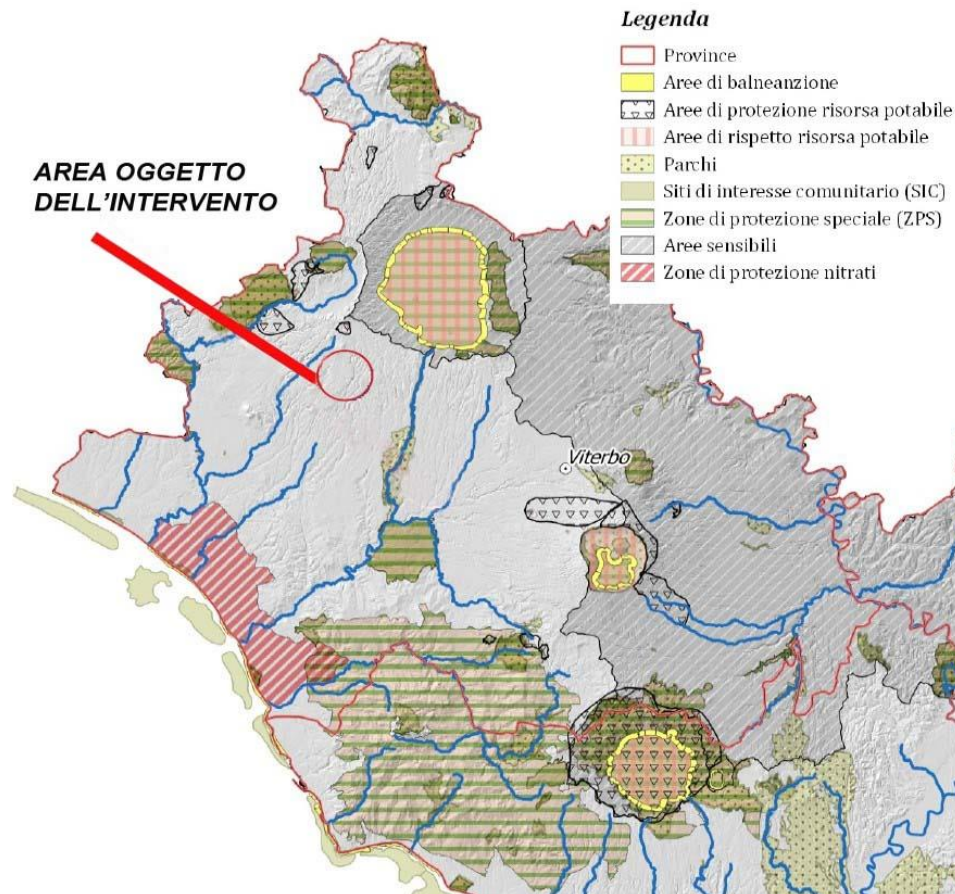 Legenda
Province
Aree di balneanzione
Aree di protezione risorsa potabile
Aree di rispetto risorsa potabile
Parchi
Siti di interesse comunitario (SIC)
Zone di protezione speciale (ZPS)
Aree sensibili
Zone di protezione nitrati
AREA OGGETTO
DELL'INTERVENTO
Viterbo